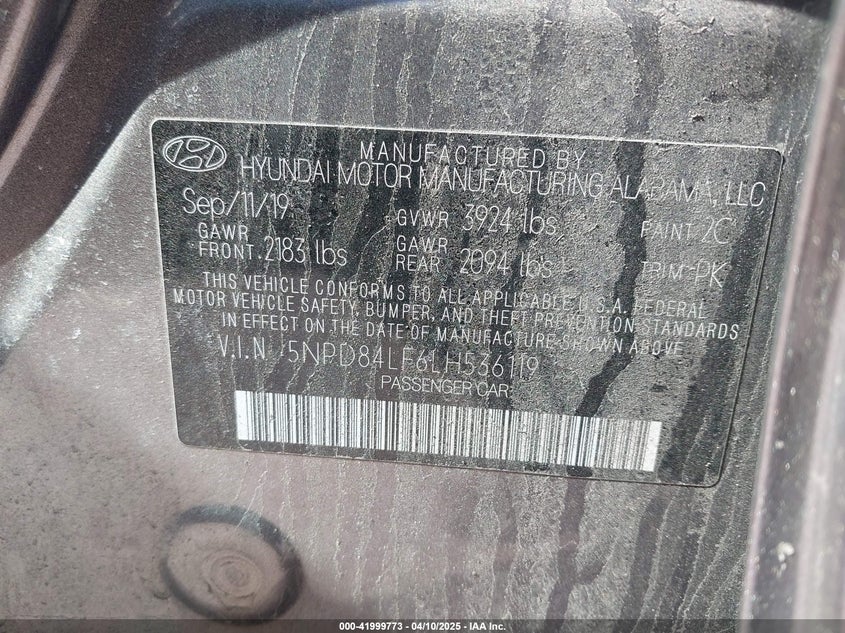 MANUFACTURED BY
HYUNDAI MOTOR MANUFACTURING ALABAMA, LLC
Sep/11/19 GVWR 3924 lbs PAINT 2C
GAWR FRONT 2183 lbs GAWR REAR 2094 lbs TRIM-PK
THIS VEHICLE CONFORMS TO ALL APPLICABLE U.S.A. FEDERAL
MOTOR VEHICLE SAFETY, BUMPER, AND THEFT PREVENTION STANDARDS
IN EFFECT ON THE DATE OF MANUFACTURE SHOWN ABOVE
V.I.N 5NPD84LF6LH536119
PASSENGER CAR
000-41999773 - 04/10/2025 - IAA Inc.